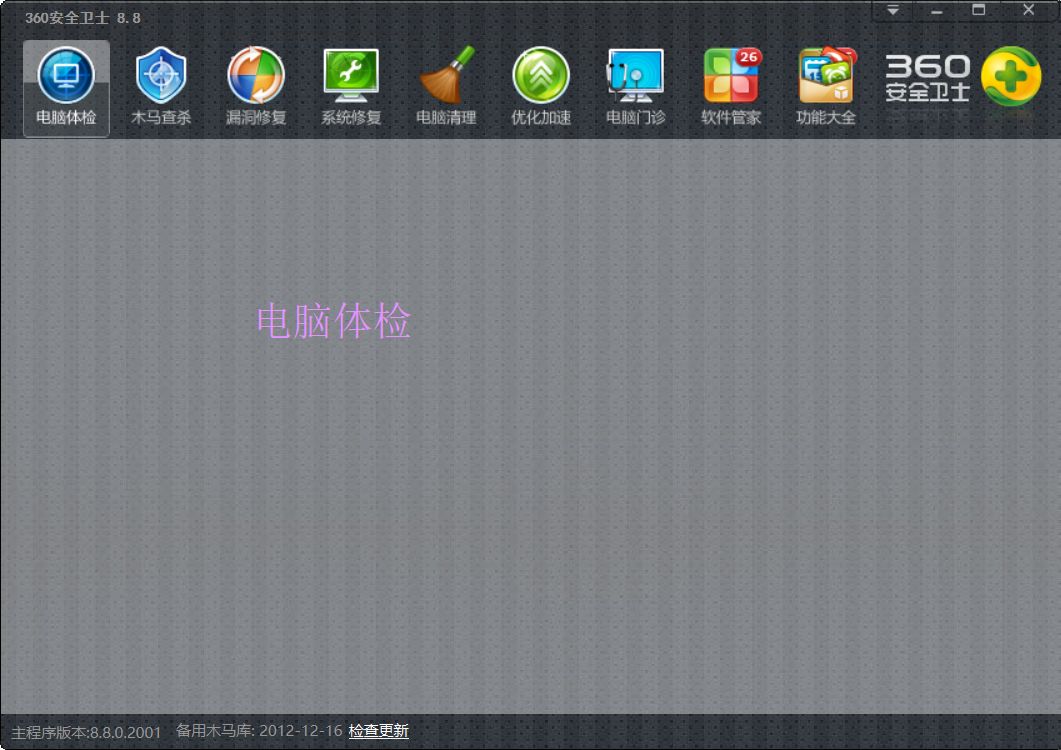 360安全卫士 8.8
电脑体检
木马查杀
漏洞修复
系统修复
电脑清理
优化加速
电脑门诊
26
软件管家
功能大全
360
安全卫士
电脑体检
主程序版本:8.8.0.2001 备用木马库: 2012-12-16 检查更新